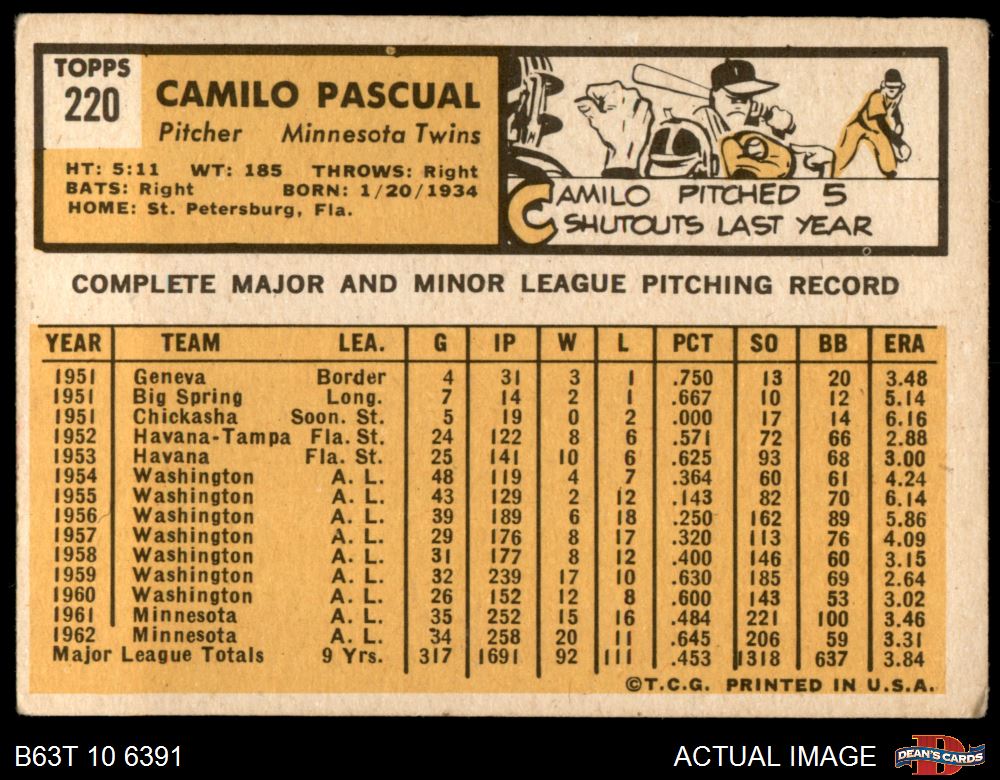 TOPPS
220
CAMILO PASCUAL
Pitcher Minnesota Twins
HT: 5:11 WT: 185 THROWS: Right
BATS: Right BORN: 1/20/1934
HOME: St. Petersburg, Fla.
CAMILO PITCHED 5
SHUTOUTS LAST YEAR
COMPLETE MAJOR AND MINOR LEAGUE PITCHING RECORD
YEAR TEAM LEA. G IP W L PCT SO BB ERA
1951 Geneva Border 4 31 3 1 .750 13 20 3.48
1951 Big Spring Long. 7 14 2 1 .667 10 12 5.14
1951 Chickasha Soon. St. 5 19 0 2 .000 17 14 6.16
1952 Havana-Tampa Fla. St. 24 122 8 6 .571 72 66 2.88
1953 Havana Fla. St. 25 141 10 6 .625 93 68 3.00
1954 Washington A. L. 48 119 4 7 .364 60 61 4.24
1955 Washington A. L. 43 129 2 12 .143 82 70 6.14
1956 Washington A. L. 39 189 6 18 .250 162 89 5.86
1957 Washington A. L. 29 176 8 17 .320 113 76 4.09
1958 Washington A. L. 31 177 8 12 .400 146 60 3.15
1959 Washington A. L. 32 239 17 10 .630 185 69 2.64
1960 Washington A. L. 26 152 12 8 .600 143 53 3.02
1961 Minnesota A. L. 35 252 15 16 .484 221 100 3.46
1962 Minnesota A. L. 34 258 20 11 .645 206 59 3.31
Major League Totals 9 Yrs. 317 1691 92 111 .453 1318 637 3.84
©T.C.G. PRINTED IN U.S.A.
B63T 10 6391
ACTUAL IMAGE
D
DEAN'S CARDS